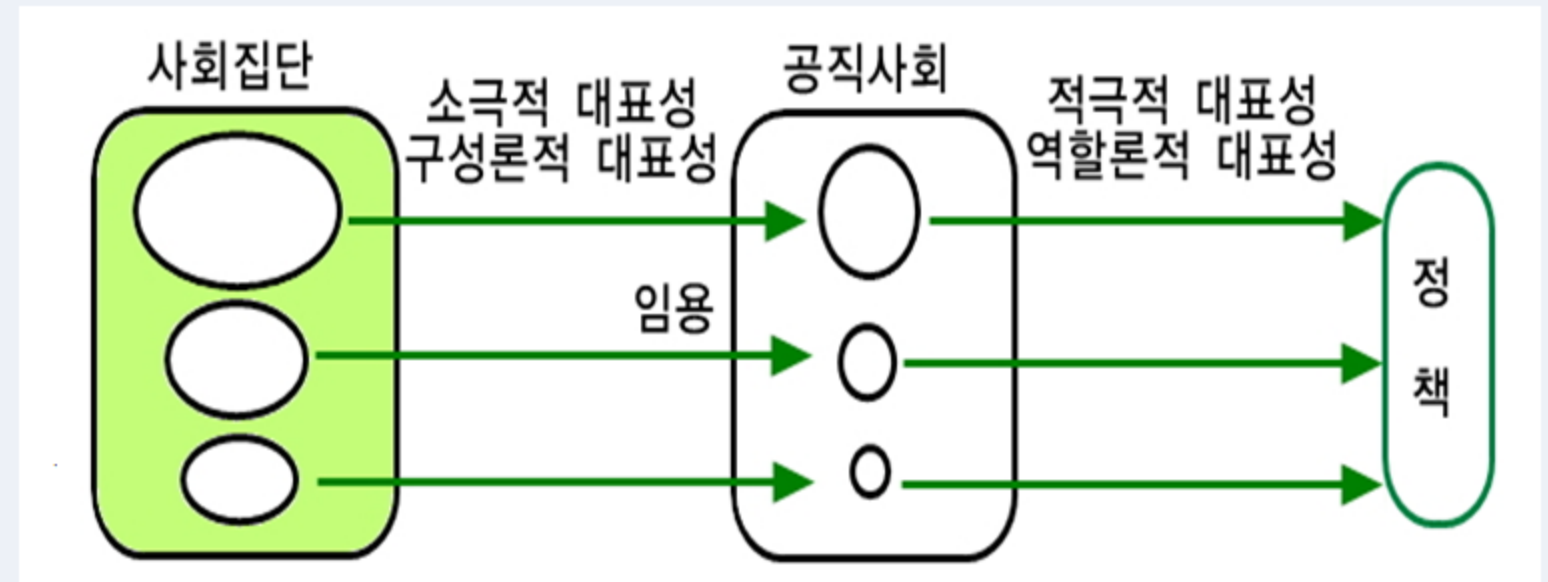 사회집단
소극적 대표성
구성론적 대표성
임용
공직사회
적극적 대표성
역할론적 대표성
정
책